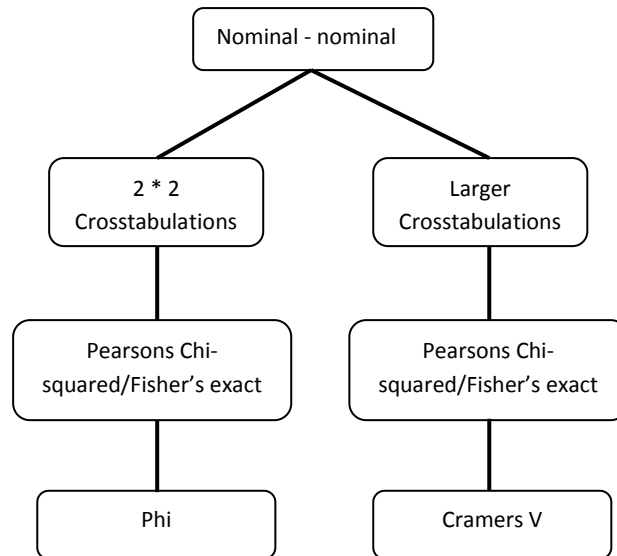 Nominal - nominal
2 * 2
Crosstabulations
Larger
Crosstabulations
Pearsons Chi-
squared/Fisher’s exact
Pearsons Chi-
squared/Fisher’s exact
Phi
Cramers V